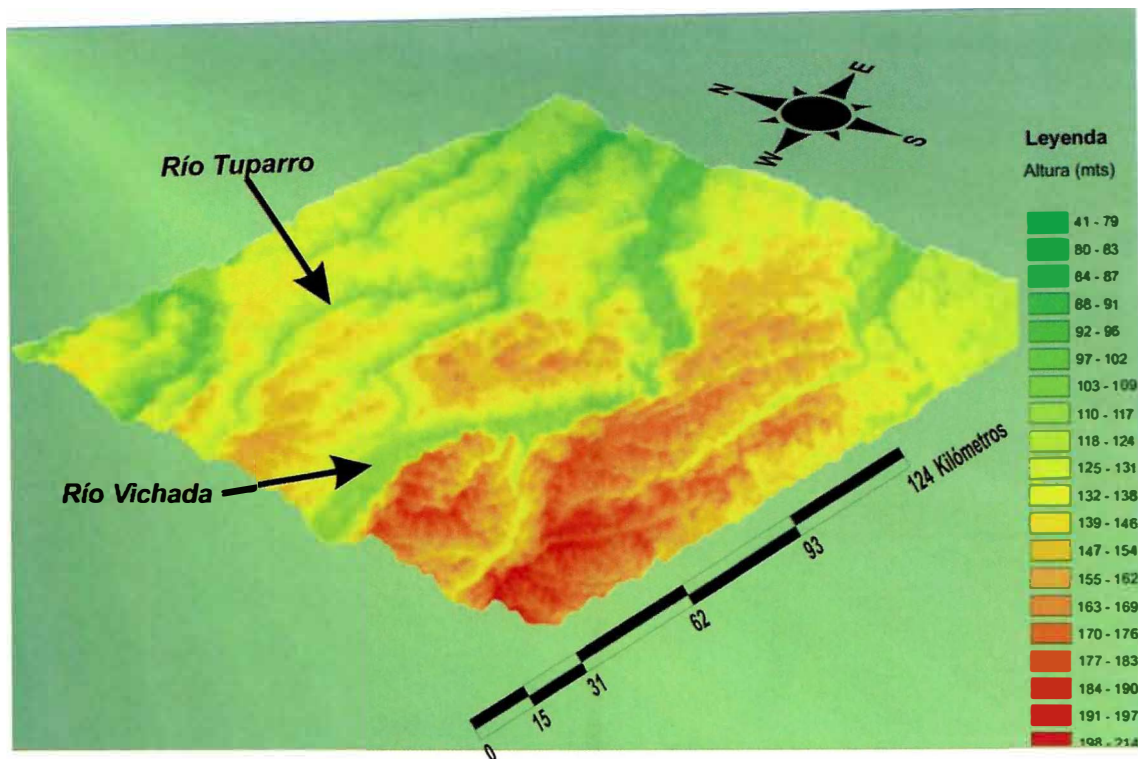 Río Tuparro
Río Vichada
N
E
S
W
0
15
31
62
93
124 Kilómetros
Leyenda
Altura (mts)
41 - 79
80 - 83
84 - 87
88 - 91
92 - 96
97 - 102
103 - 109
110 - 117
118 - 124
125 - 131
132 - 138
139 - 146
147 - 154
155 - 162
163 - 169
170 - 176
177 - 183
184 - 190
191 - 197
198 - 214